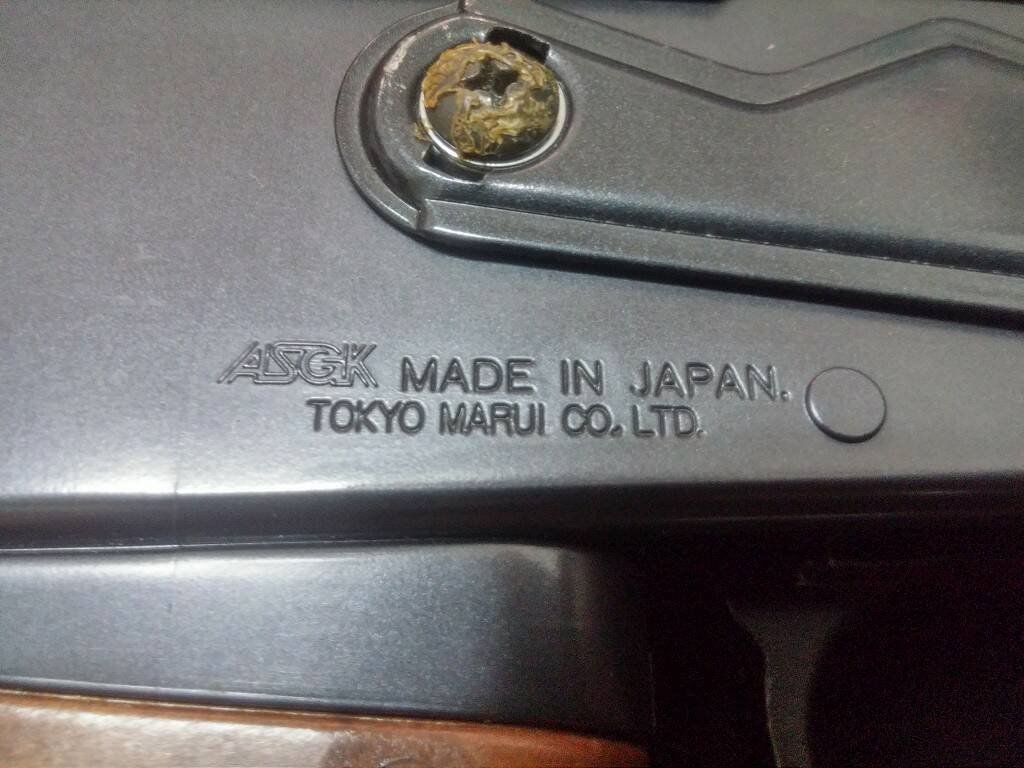 ASGK MADE IN JAPAN.
TOKYO MARUI CO. LTD.